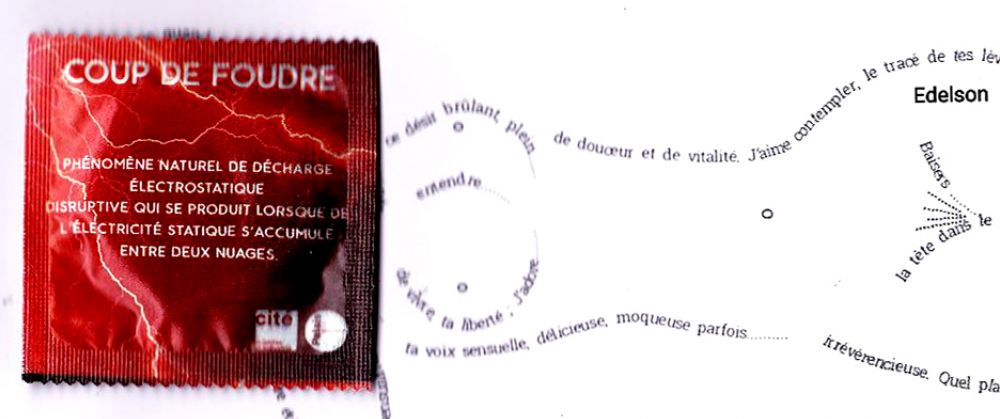 COUP DE FOUDRE
PHÉNOMÈNE NATUREL DE DÉCHARGE
ÉLECTROSTATIQUE
DISRUPTIVE QUI SE PRODUIT LORSQUE DE
L'ÉLECTRICITÉ STATIQUE S'ACCUMULE
ENTRE DEUX NUAGES.
cité
ce désir brûlant, plein
de douceur et de vitalité. J'aime contempler, le tracé de tes lèv
Edelson
entendre......
Baisers
la tête dans le
de vivre, ta liberté ; J'adore
ta voix sensuelle, délicieuse, moqueuse parfois..........
Irrévérencieuse. Quel pla